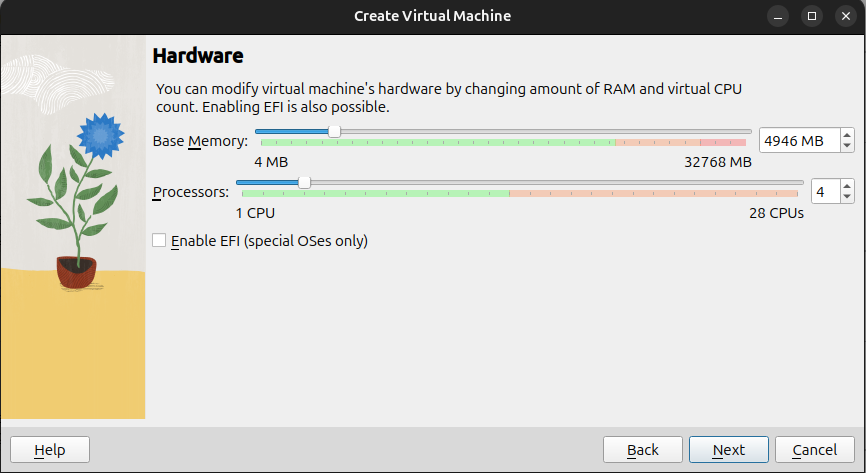 Create Virtual Machine
Hardware
You can modify virtual machine's hardware by changing amount of RAM and virtual CPU
count. Enabling EFI is also possible.
Base Memory: 4946 MB
4 MB 32768 MB
Processors: 4
1 CPU 28 CPUs
Enable EFI (special OSes only)
Help Back Next Cancel